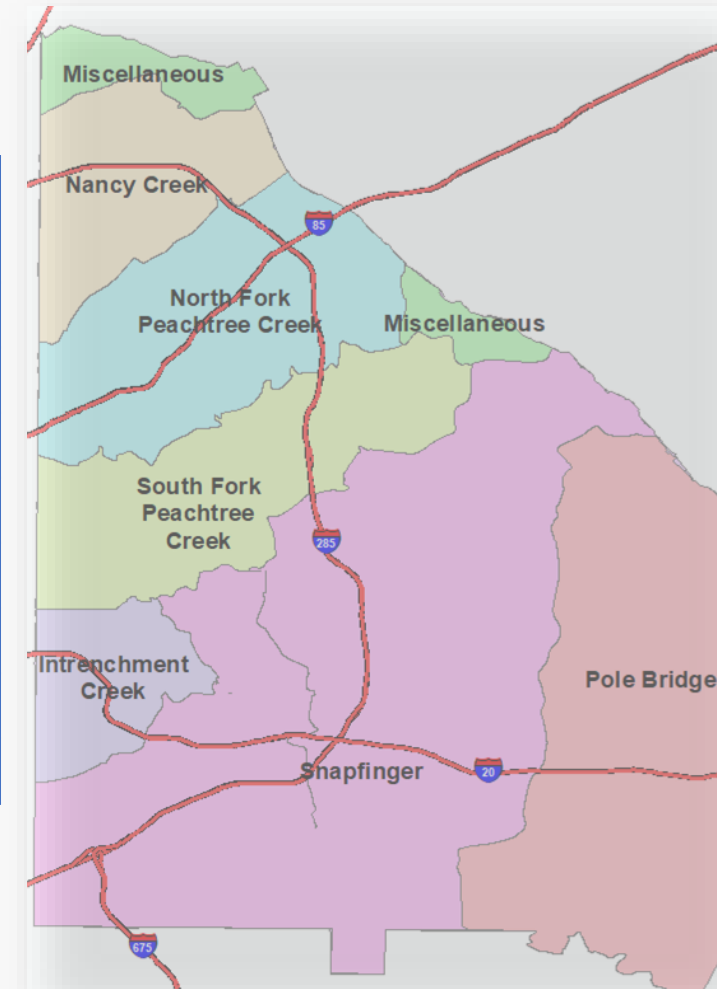 Miscellaneous
Nancy Creek
85
North Fork
Peachtree Creek
Miscellaneous
South Fork
Peachtree
Creek
285
Intrenchment
Creek
Pole Bridge
Snapfinger
20
675